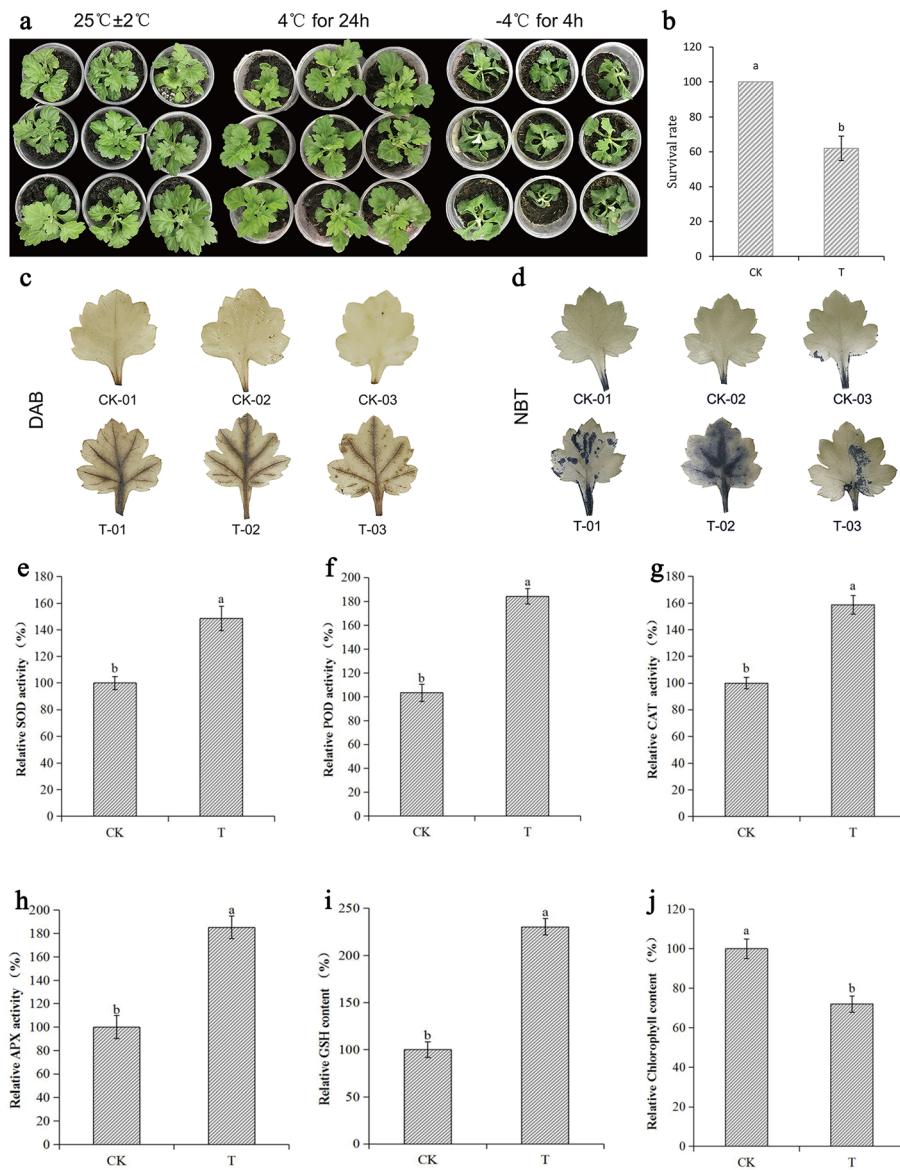 a
25℃±2℃
4℃ for 24h
-4℃ for 4h
b
Survival rate
120
100
80
60
40
20
0
a
b
CK
T
c
DAB
CK-01
CK-02
CK-03
T-01
T-02
T-03
d
NBT
CK-01
CK-02
CK-03
T-01
T-02
T-03
e
Relative SOD activity (%)
180
160
140
120
100
80
60
40
20
0
b
a
CK
T
f
Relative POD activity (%)
200
180
160
140
120
100
80
60
40
20
0
b
a
CK
T
g
Relative CAT activity (%)
180
160
140
120
100
80
60
40
20
0
b
a
CK
T
h
Relative APX activity (%)
200
180
160
140
120
100
80
60
40
20
0
b
a
CK
T
i
Relative GSH content (%)
250
200
150
100
50
0
b
a
CK
T
j
Relative Chlorophyll content (%)
120
100
80
60
40
20
0
a
b
CK
T